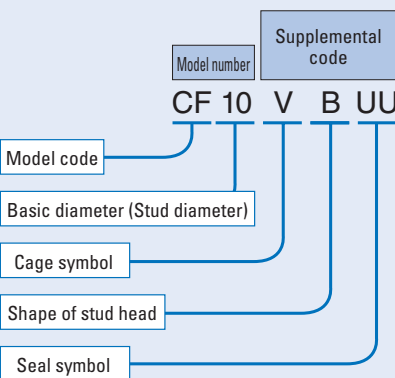 Supplemental
code
Model number
CF 10 V B UU
Model code
Basic diameter (Stud diameter)
Cage symbol
Shape of stud head
Seal symbol